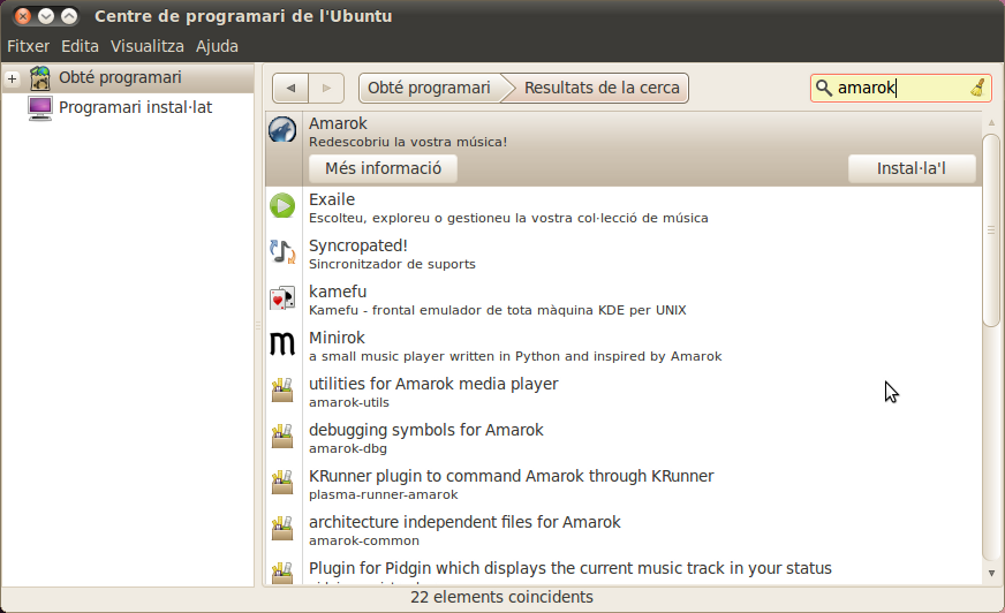 Centre de programari de l'Ubuntu
Fitxer Edita Visualitza Ajuda
Obté programari
Programari instal·lat
Obté programari Resultats de la cerca amarok
Amarok
Redescobriu la vostra música!
Més informació Instal·la'l
Exaile
Escolteu, exploreu o gestioneu la vostra col·lecció de música
Syncropated!
Sincronitzador de suports
kamefu
Kamefu - frontal emulador de tota màquina KDE per UNIX
Minirok
a small music player written in Python and inspired by Amarok
utilities for Amarok media player
amarok-utils
debugging symbols for Amarok
amarok-dbg
KRunner plugin to command Amarok through KRunner
plasma-runner-amarok
architecture independent files for Amarok
amarok-common
Plugin for Pidgin which displays the current music track in your status
22 elements coincidents